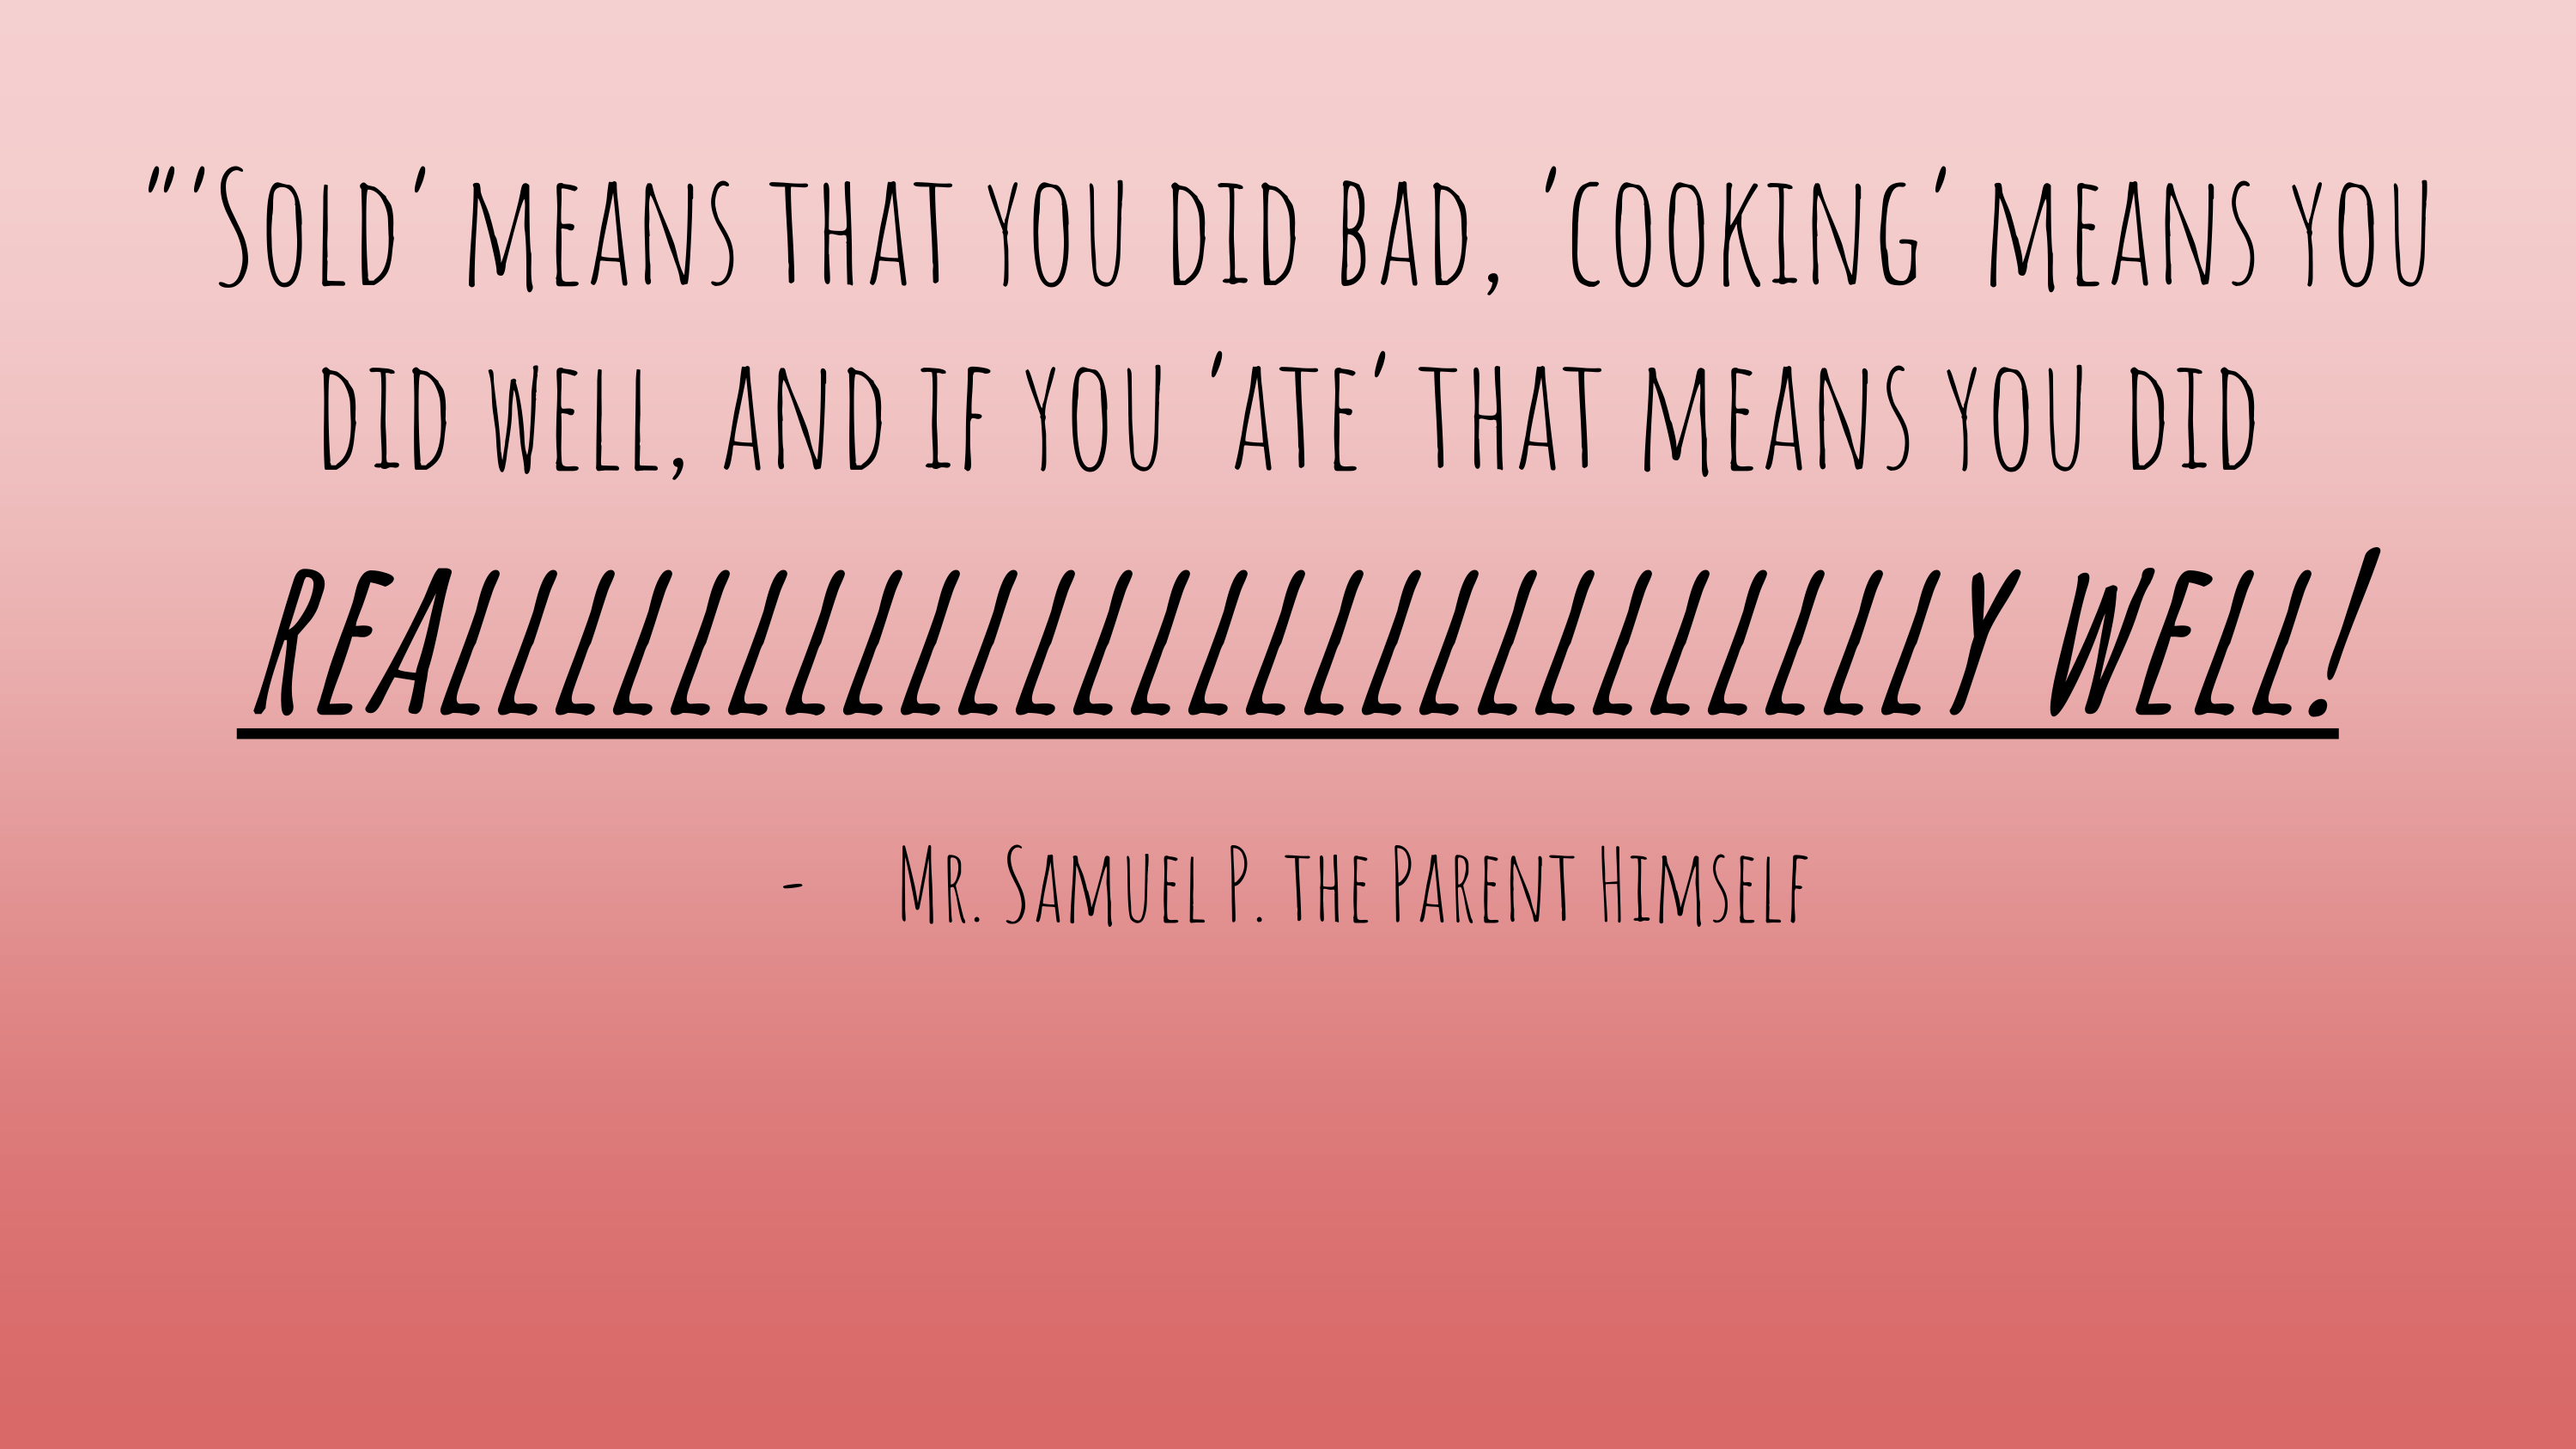 "'Sold' means that you did bad, 'cooking' means you
did well, and if you 'ate' that means you did
REALLLLLLLLLLLLLLLLLLLLLLLLLLY WELL!
- Mr. Samuel P. the Parent Himself